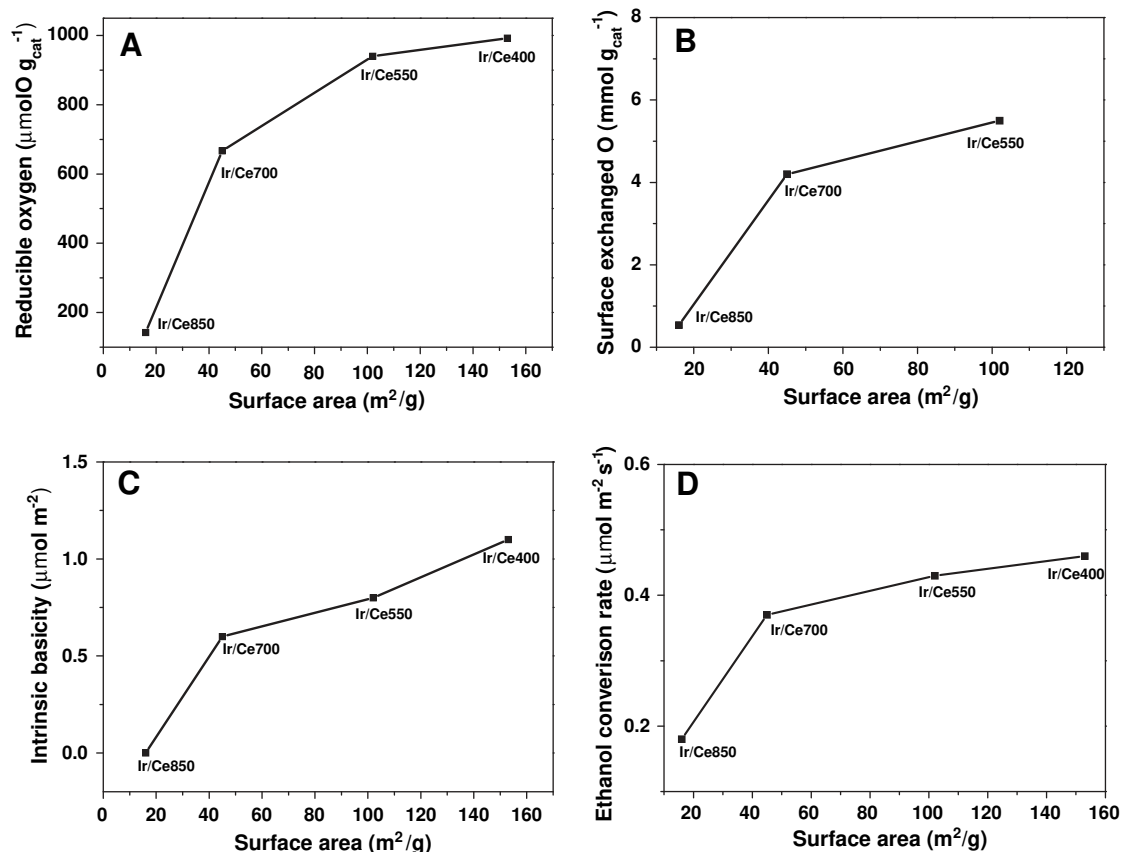 A
Reducible oxygen (μmolO g_cat^-1)
1000
800
600
400
200
Ir/Ce400
Ir/Ce550
Ir/Ce700
Ir/Ce850
0 20 40 60 80 100 120 140 160
Surface area (m²/g)
B
Surface exchanged O (mmol g_cat^-1)
8
6
4
2
0
Ir/Ce550
Ir/Ce700
Ir/Ce850
20 40 60 80 100 120
Surface area (m²/g)
C
Intrinsic basicity (μmol m^-2)
1.5
1.0
0.5
0.0
Ir/Ce400
Ir/Ce550
Ir/Ce700
Ir/Ce850
0 20 40 60 80 100 120 140 160
Surface area (m²/g)
D
Ethanol converison rate (μmol m^-2 s^-1)
0.6
0.4
0.2
Ir/Ce400
Ir/Ce550
Ir/Ce700
Ir/Ce850
20 40 60 80 100 120 140 160
Surface area (m²/g)